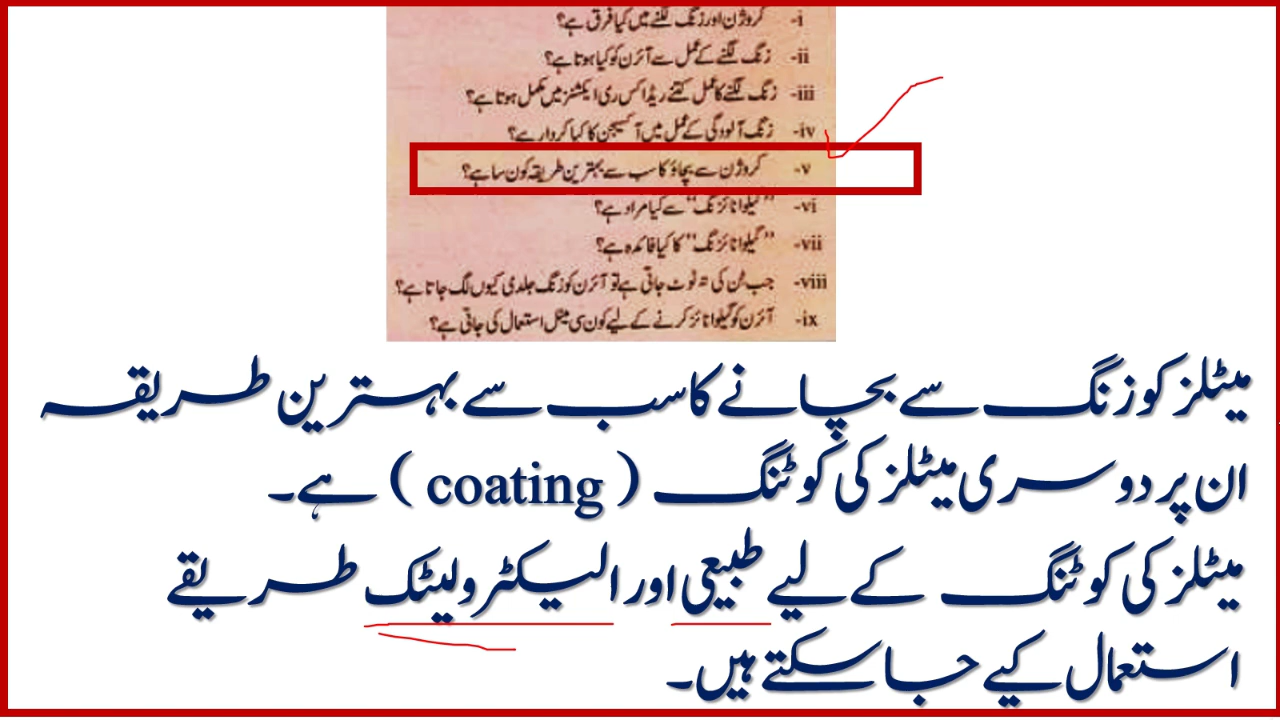 -i کروژن اور زنگ لگنے میں کیا فرق ہے؟
-ii زنگ لگنے کے عمل سے آئرن کو کیا ہوتا ہے؟
-iii زنگ لگنے کا عمل کتنے ریڈاکس ری ایکشنز میں مکمل ہوتا ہے؟
-iv زنگ آلودگی کے عمل میں آکسیجن کا کیا کردار ہے؟
-v کروژن سے بچاؤ کا سب سے بہترین طریقہ کون سا ہے؟
-vi "گیلوانائزنگ" سے کیا مراد ہے؟
-vii "گیلوانائزنگ" کا کیا فائدہ ہے؟
-viii جب ٹن کی تہ ٹوٹ جاتی ہے تو آئرن کو زنگ جلدی کیوں لگ جاتا ہے؟
-ix آئرن کو گیلوانائز کرنے کے لیے کون سی میٹل استعمال کی جاتی ہے؟
میٹلز کو زنگ سے بچانے کا سب سے بہترین طریقہ
ان پر دوسری میٹلز کی کوٹنگ ( coating ) ہے۔
میٹلز کی کوٹنگ کے لیے طبیعی اور الیکٹرولیٹک طریقے
استعمال کیے جا سکتے ہیں۔